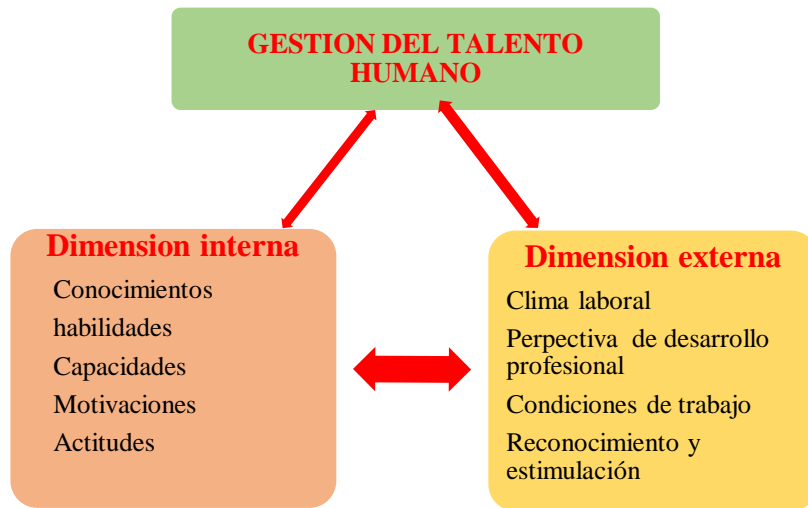 GESTION DEL TALENTO
HUMANO
Dimension interna
Conocimientos
habilidades
Capacidades
Motivaciones
Actitudes
Dimension externa
Clima laboral
Perpectiva de desarrollo
profesional
Condiciones de trabajo
Reconocimiento y
estimulación